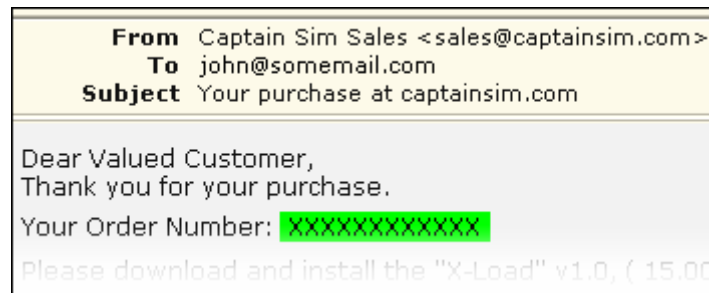 From Captain Sim Sales <sales@captainsim.com>
To john@somemail.com
Subject Your purchase at captainsim.com
Dear Valued Customer,
Thank you for your purchase.
Your Order Number: XXXXXXXXXXXX
Please download and install the "X-Load" v1.0, ( 15.00